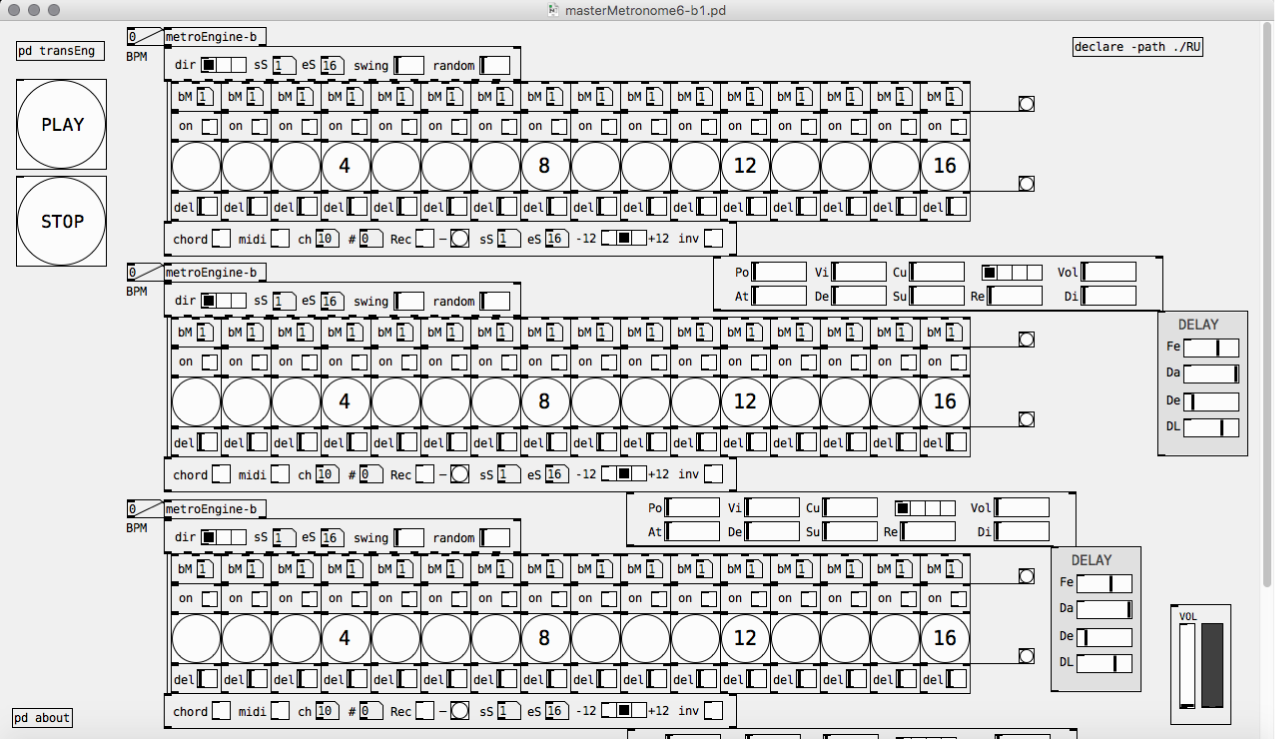 masterMetronome6-b1.pd
pd transEng
PLAY
STOP
pd about
declare -path ./RU
0 metroEngine-b
BPM
dir sS 1 eS 16 swing random
bM 1 bM 1 bM 1 bM 1 bM 1 bM 1 bM 1 bM 1 bM 1 bM 1 bM 1 bM 1 bM 1 bM 1 bM 1 bM 1
on on on on on on on on on on on on on on on on
4 8 12 16
del del del del del del del del del del del del del del del del
chord midi ch 10 # 0 Rec – sS 1 eS 16 -12 +12 inv
Po Vi Cu Vol
At De Su Re Di
DELAY
Fe
Da
De
DL
0 metroEngine-b
BPM
dir sS 1 eS 16 swing random
bM 1 bM 1 bM 1 bM 1 bM 1 bM 1 bM 1 bM 1 bM 1 bM 1 bM 1 bM 1 bM 1 bM 1 bM 1 bM 1
on on on on on on on on on on on on on on on on
4 8 12 16
del del del del del del del del del del del del del del del del
chord midi ch 10 # 0 Rec – sS 1 eS 16 -12 +12 inv
Po Vi Cu Vol
At De Su Re Di
DELAY
Fe
Da
De
DL
0 metroEngine-b
BPM
dir sS 1 eS 16 swing random
bM 1 bM 1 bM 1 bM 1 bM 1 bM 1 bM 1 bM 1 bM 1 bM 1 bM 1 bM 1 bM 1 bM 1 bM 1 bM 1
on on on on on on on on on on on on on on on on
4 8 12 16
del del del del del del del del del del del del del del del del
chord midi ch 10 # 0 Rec – sS 1 eS 16 -12 +12 inv
VOL